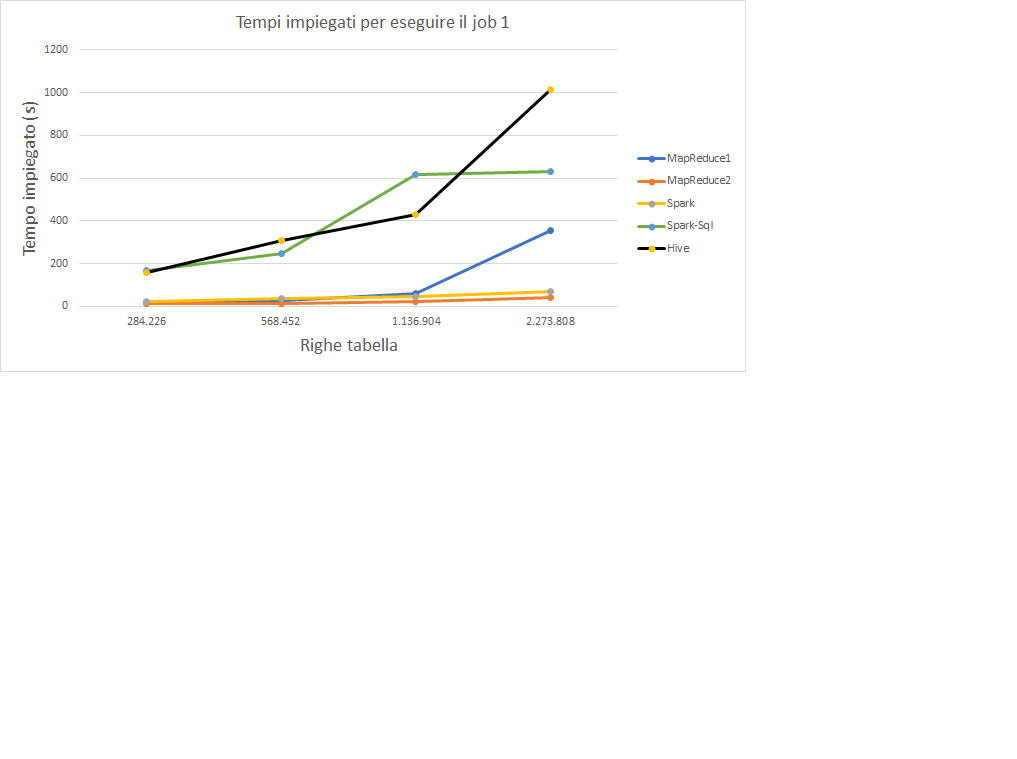 Tempi impiegati per eseguire il job 1
Tempo impiegato (s)
1200
1000
800
600
400
200
0
284.226 568.452 1.136.904 2.273.808
Righe tabella
MapReduce1
MapReduce2
Spark
Spark-Sql
Hive